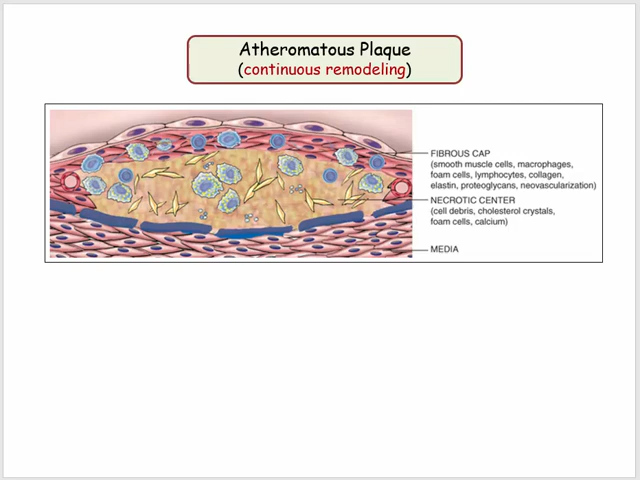 Atheromatous Plaque
(continuous remodeling)
FIBROUS CAP
(smooth muscle cells, macrophages,
foam cells, lymphocytes, collagen,
elastin, proteoglycans, neovascularization)
NECROTIC CENTER
(cell debris, cholesterol crystals,
foam cells, calcium)
MEDIA